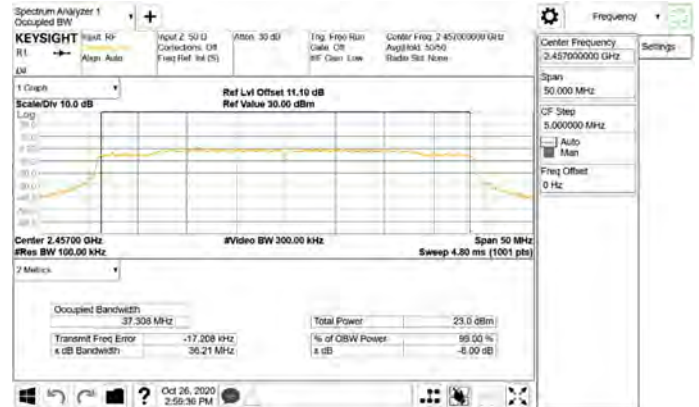 Spectrum Analyzer 1
Occupied BW
+
Frequency
KEYSIGHT
Input: RF
Input Z: 50 Ω
Atten: 30 dB
Trig: Free Run
Center Freq: 2.457000000 GHz
Corrections: Off
Gate: Off
Avg|Hold: 50/50
Align: Auto
Freq Ref: Int (S)
#IF Gain: Low
Radio Std: None
Center Frequency
2.457000000 GHz
Settings
Span
50.000 MHz
CF Step
5.000000 MHz
Auto
Man
Freq Offset
0 Hz
1 Graph
Ref Lvl Offset 11.10 dB
Scale/Div 10.0 dB
Ref Value 30.00 dBm
Log
Center 2.45700 GHz
#Video BW 300.00 kHz
Span 50 MHz
#Res BW 100.00 kHz
Sweep 4.80 ms (1001 pts)
2 Metrics
Occupied Bandwidth
37.308 MHz
Total Power
23.0 dBm
Transmit Freq Error
-17.208 kHz
% of OBW Power
99.00 %
x dB Bandwidth
36.21 MHz
x dB
-6.00 dB
?
Oct 26, 2020
2:59:36 PM